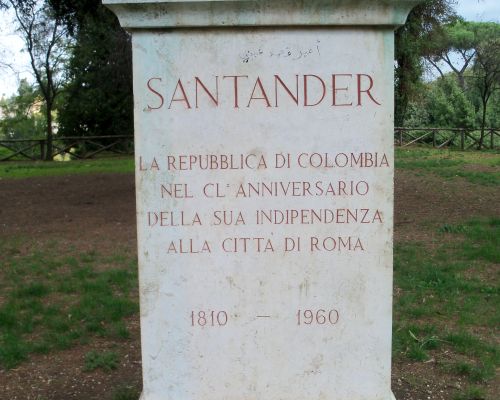 SANTANDER
LA REPUBBLICA DI COLOMBIA
NEL CL° ANNIVERSARIO
DELLA SUA INDIPENDENZA
ALLA CITTÀ DI ROMA
1810 — 1960